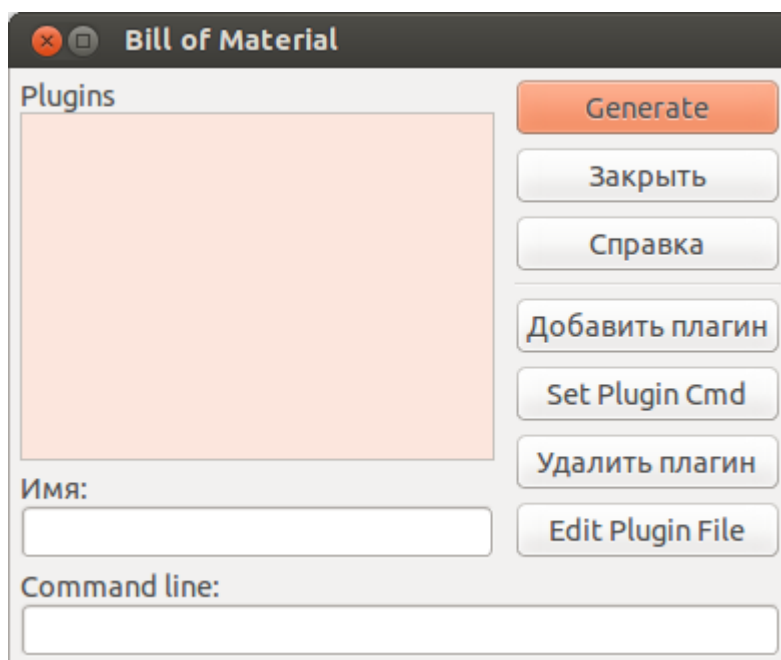 Bill of Material
Plugins
Generate
Закрыть
Справка
Добавить плагин
Set Plugin Cmd
Удалить плагин
Edit Plugin File
Имя:
Command line: